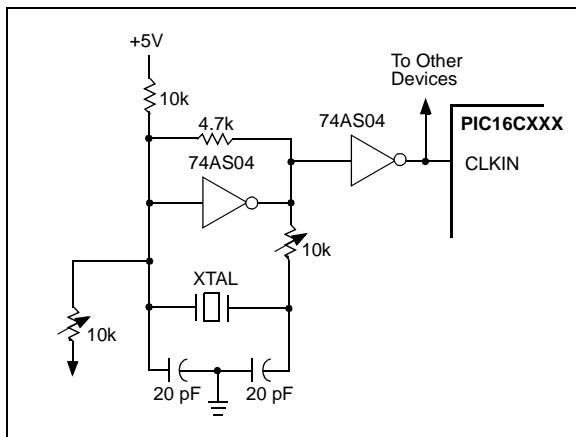 +5V
10k
4.7k
74AS04
74AS04
To Other
Devices
PIC16CXXX
CLKIN
10k
XTAL
10k
20 pF
20 pF